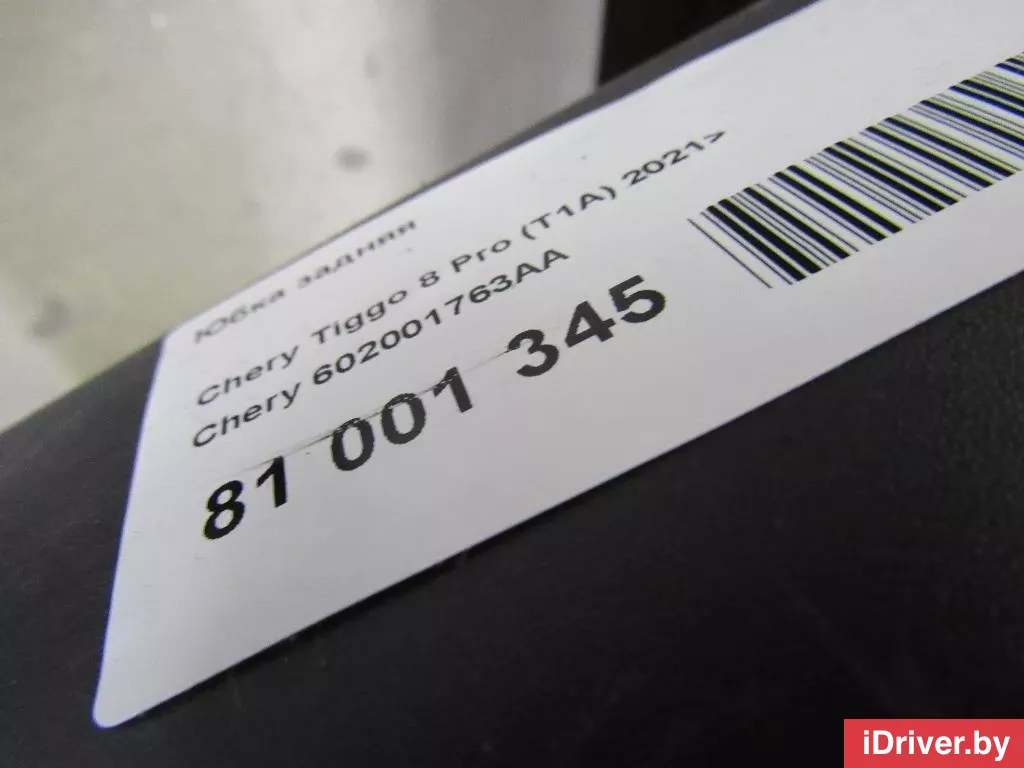 Юбка задняя
Chery Tiggo 8 Pro (T1A) 2021>
Chery 602001763AA
81 001 345
iDriver.by